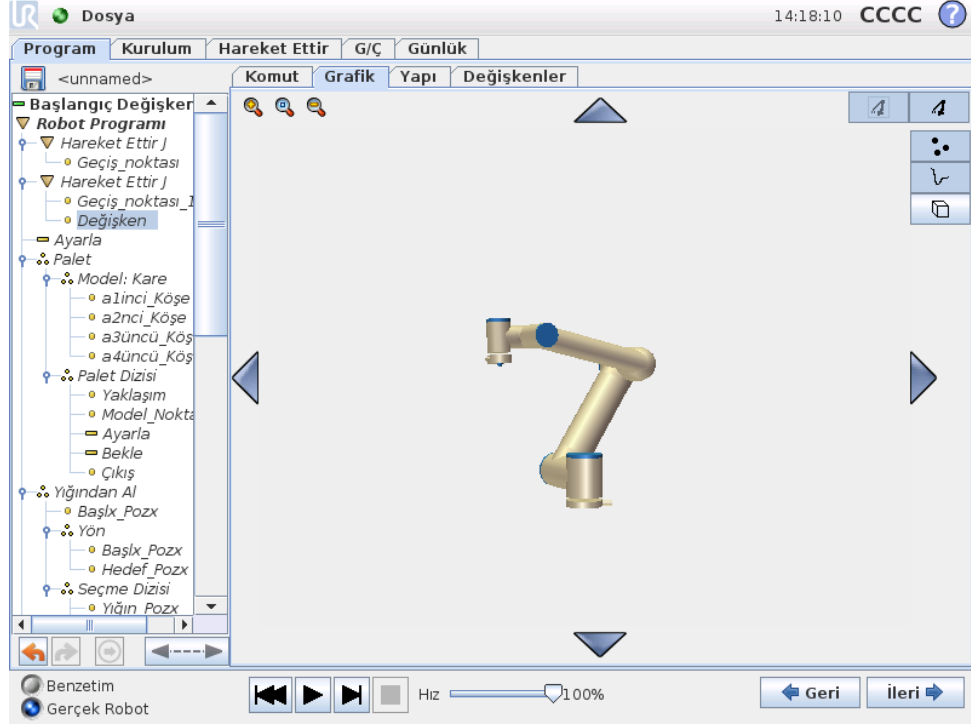 UR Dosya 14:18:10 CCCC ?
Program Kurulum Hareket Ettir G/Ç Günlük
<unnamed>
Komut Grafik Yapı Değişkenler
Başlangıç Değişker
Robot Programı
Hareket Ettir J
Geçiş_noktası
Hareket Ettir J
Geçiş_noktası_1
Değişken
Ayarla
Palet
Model: Kare
a1inci_Köşe
a2nci_Köşe
a3üncü_Köş
a4üncü_Köş
Palet Dizisi
Yaklaşım
Model_Nokta
Ayarla
Bekle
Çıkış
Yığından Al
Başlx_Pozx
Yön
Başlx_Pozx
Hedef_Pozx
Seçme Dizisi
Yığın_Pozx
Benzetim
Gerçek Robot
Hız 100%
Geri İleri